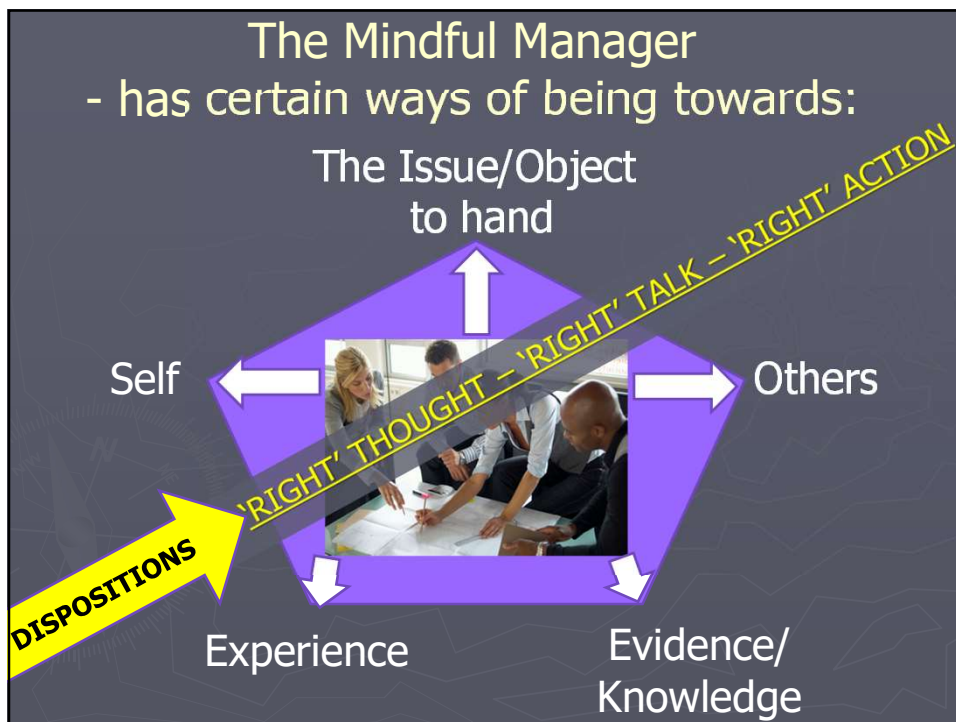 The Mindful Manager
- has certain ways of being towards:
The Issue/Object
to hand
Self
Others
DISPOSITIONS
‘RIGHT’ THOUGHT – ‘RIGHT’ TALK – ‘RIGHT’ ACTION
Experience
Evidence/
Knowledge